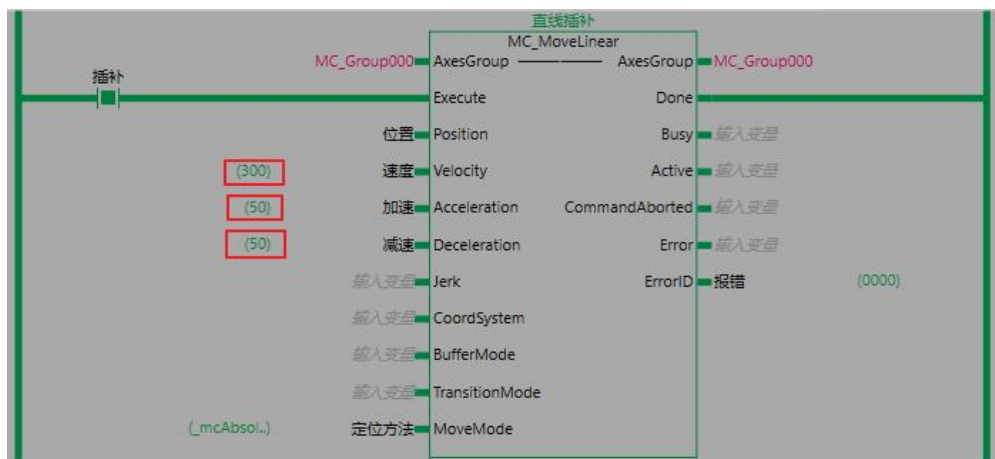 直线插补
MC_MoveLinear
MC_Group000 AxesGroup AxesGroup MC_Group000
插补
Execute Done
位置 Position Busy 输入变量
(300) 速度 Velocity Active 输入变量
(50) 加速 Acceleration CommandAborted 输入变量
(50) 减速 Deceleration Error 输入变量
输入变量 Jerk ErrorID 报错 (0000)
输入变量 CoordSystem
输入变量 BufferMode
输入变量 TransitionMode
(_mcAbsol..) 定位方法 MoveMode